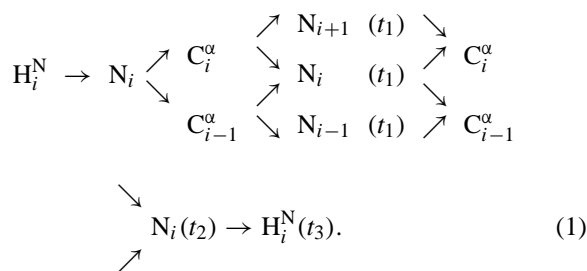 N_{i+1} (t_1)
H_i^N → N_i ↗ C_i^α ↗ ↘ N_i (t_1) ↘ ↗ C_i^α
↘ C_{i-1}^α ↗ ↘ N_{i-1} (t_1) ↘ ↗ C_{i-1}^α
↘ ↗ N_i(t_2) → H_i^N(t_3). (1)